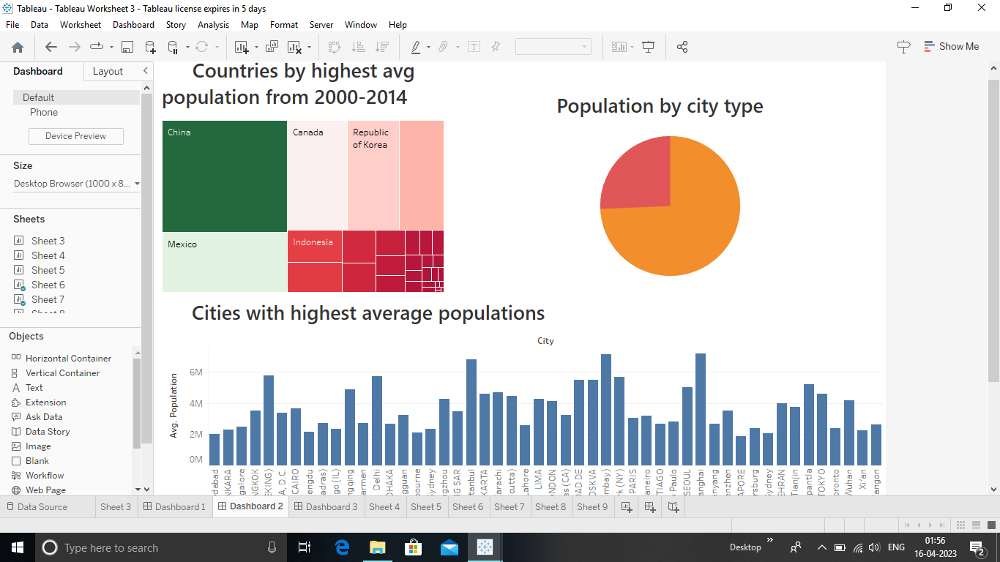 Tableau - Tableau Worksheet 3 - Tableau license expires in 5 days
File Data Worksheet Dashboard Story Analysis Map Format Server Window Help
Show Me
Dashboard Layout
Default
Phone
Device Preview
Size
Desktop Browser (1000 x 8...
Sheets
Sheet 3
Sheet 4
Sheet 5
Sheet 6
Sheet 7
Objects
Horizontal Container
Vertical Container
Text
Extension
Ask Data
Data Story
Image
Blank
Workflow
Web Page
Countries by highest avg
population from 2000-2014
China
Canada
Republic
of Korea
Mexico
Indonesia
Population by city type
Cities with highest average populations
City
Avg. Population
6M
4M
2M
0M
dabad
NKARA
galore
NGKOK
EKING)
A, D.C.
CAIRO
engdu
adras)
go (IL)
ngqing
armen
Delhi
DHAKA
gguan
bourne
Sydney
ngzhou
NG SAR
tanbul
KARTA
Karachi
cutta)
Lahore
LIMA
NDON
es (CA)
DAD DE
OSKVA
mbay)
rk (NY)
PARIS
aneiro
TIAGO
o Paulo
SEOUL
anghai
enyang
enzhen
APORE
rsburg
Sydney
EHRAN
Tianjin
pantla
TOKYO
oronto
Wuhan
Xi'an
angon
Data Source Sheet 3 Dashboard 1 Dashboard 2 Dashboard 3 Sheet 4 Sheet 5 Sheet 6 Sheet 7 Sheet 8 Sheet 9
Type here to search
Desktop
ENG
01:56
16-04-2023
2